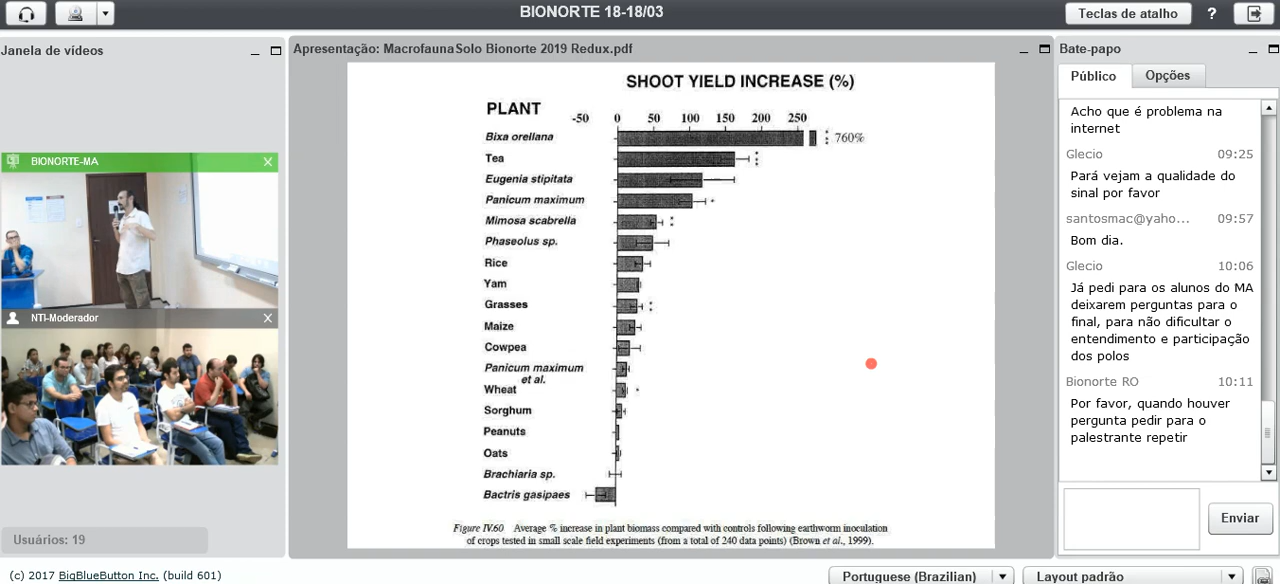 BIONORTE 18-18/03
Teclas de atalho
?
Janela de vídeos
BIONORTE-MA
NTI-Moderador
Usuários: 19
Apresentação: MacrofaunaSolo Bionorte 2019 Redux.pdf
SHOOT YIELD INCREASE (%)
PLANT
-50 0 50 100 150 200 250
Bixa orellana 760%
Tea
Eugenia stipitata
Panicum maximum
Mimosa scabrella
Phaseolus sp.
Rice
Yam
Grasses
Maize
Cowpea
Panicum maximum
et al.
Wheat
Sorghum
Peanuts
Oats
Brachiaria sp.
Bactris gasipaes
Figure IV.60 Average % increase in plant biomass compared with controls following earthworm inoculation
of crops tested in small scale field experiments (from a total of 240 data points) (Brown et al., 1999).
Bate-papo
Público Opções
Acho que é problema na
internet
Glecio 09:25
Pará vejam a qualidade do
sinal por favor
santosmac@yaho... 09:57
Bom dia.
Glecio 10:06
Já pedi para os alunos do MA
deixarem perguntas para o
final, para não dificultar o
entendimento e participação
dos polos
Bionorte RO 10:11
Por favor, quando houver
pergunta pedir para o
palestrante repetir
Enviar
(c) 2017 BigBlueButton Inc. (build 601)
Portuguese (Brazilian)
Layout padrão